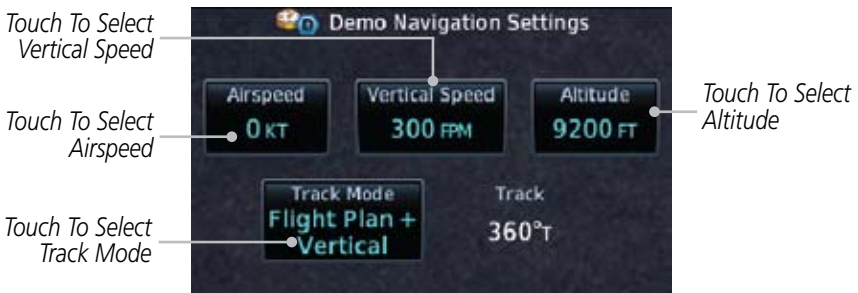 Touch To Select
Vertical Speed
Demo Navigation Settings
Airspeed
0 KT
Vertical Speed
300 FPM
Altitude
9200 FT
Touch To Select
Airspeed
Touch To Select
Altitude
Track Mode
Flight Plan +
Vertical
Track
360°T
Touch To Select
Track Mode